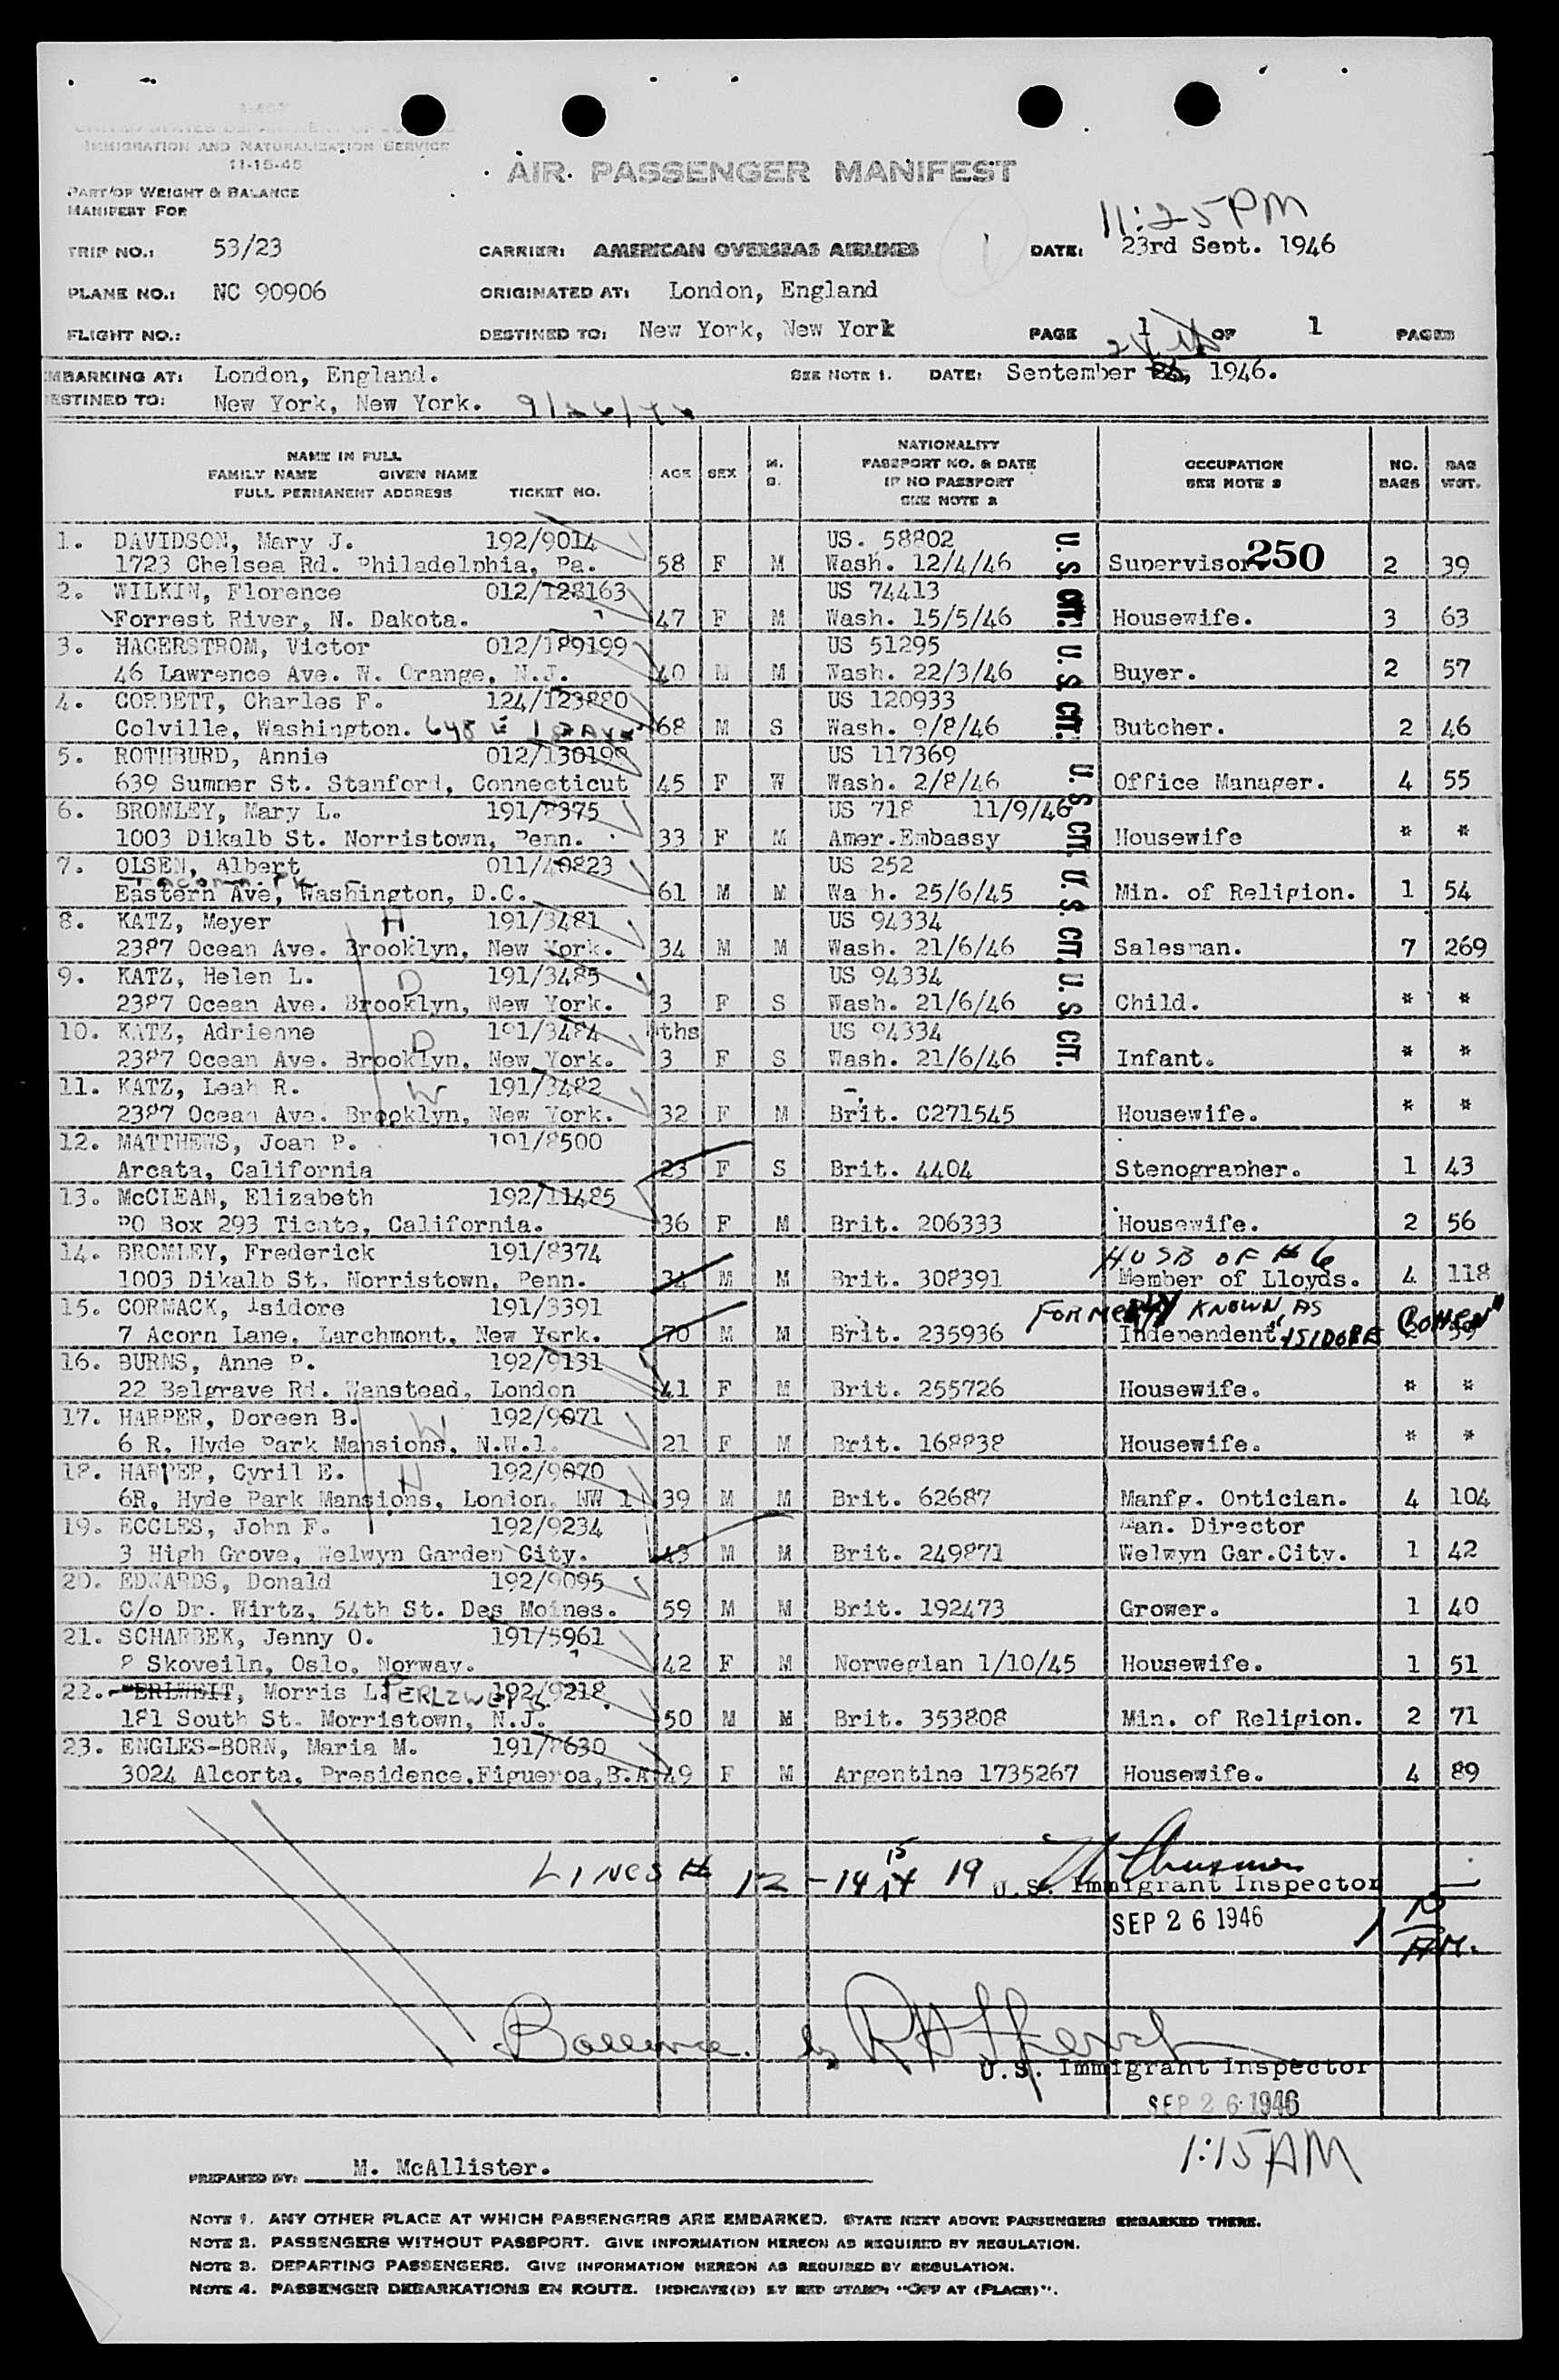 IMMIGRATION AND NATURALIZATION SERVICE
11-15-45
AIR PASSENGER MANIFEST
PART OF WEIGHT & BALANCE
MANIFEST FOR
11:25 PM
TRIP NO.: 53/23 CARRIER: AMERICAN OVERSEAS AIRLINES DATE: 23rd Sept. 1946
PLANE NO.: NC 90906 ORIGINATED AT: London, England
FLIGHT NO.: DESTINED TO: New York, New York PAGE 1 OF 1 PAGES
EMBARKING AT: London, England. SEE NOTE 1. DATE: September 26, 1946.
DESTINED TO: New York, New York. 9/26/46
NAME IN FULL
FAMILY NAME GIVEN NAME
FULL PERMANENT ADDRESS TICKET NO.
AGE SEX M. S.
NATIONALITY
PASSPORT NO. & DATE
IF NO PASSPORT
SEE NOTE 2
OCCUPATION
SEE NOTE 3
NO. BAGS
BAG WGT.
1. DAVIDSON, Mary J. 192/9014 US. 58802
1723 Chelsea Rd. Philadelphia, Pa. 58 F M Wash. 12/4/46 U. S. CIT. Supervisor 250 2 39
2. WILKIN, Florence 012/128163 US 74413
Forrest River, N. Dakota. 47 F M Wash. 15/5/46 Housewife. 3 63
3. HAGERSTROM, Victor 012/189199 US 51295
46 Lawrence Ave. W. Orange, N.J. 40 M M Wash. 22/3/46 U. S. CIT. Buyer. 2 57
4. CORBETT, Charles F. 124/123880 US 120933
Colville, Washington. 648 E 68 M S Wash. 9/8/46 Butcher. 2 46
5. ROTHBURD, Annie 012/130199 US 117369
639 Summer St. Stanford, Connecticut 45 F W Wash. 2/8/46 U. S. CIT. Office Manager. 4 55
6. BROMLEY, Mary L. 191/8375 US 718 11/9/46
1003 Dikalb St. Norristown, Penn. 33 F M Amer.Embassy Housewife * *
7. OLSEN, Albert 011/40823 US 252
Eastern Ave, Washington, D.C. 61 M M Wa h. 25/6/45 U. S. CIT. Min. of Religion. 1 54
8. KATZ, Meyer H 191/3481 US 94334
2387 Ocean Ave. Brooklyn, New York. 34 M M Wash. 21/6/46 Salesman. 7 269
9. KATZ, Helen L. D 191/3485 US 94334
2387 Ocean Ave. Brooklyn, New York. 3 F S Wash. 21/6/46 U. S. CIT. Child. * *
10. KATZ, Adrienne D 191/3484 mths US 94334
2387 Ocean Ave. Brooklyn, New York. 3 F S Wash. 21/6/46 Infant. * *
11. KATZ, Leah R. W 191/3482
2387 Ocean Ave. Brooklyn, New York. 32 F M Brit. C271545 Housewife. * *
12. MATTHEWS, Joan P. 191/8500
Arcata, California 23 F S Brit. 4404 Stenographer. 1 43
13. McCLEAN, Elizabeth 192/11485
PO Box 293 Ticate, California. 36 F M Brit. 206333 Housewife. 2 56
14. BROMLEY, Frederick 191/8374 HUSB OF # 6
1003 Dikalb St. Norristown, Penn. 34 M M Brit. 308391 Member of Lloyds. 4 118
15. CORMACK, Isidore 191/3391 FORMERLY KNOWN AS
7 Acorn Lane, Larchmont, New York. 70 M M Brit. 235936 Independent "ISIDORE COHEN"
16. BURNS, Anne P. 192/9131
22 Belgrave Rd. Wanstead, London 41 F M Brit. 255726 Housewife. * *
17. HARPER, Doreen B. W 192/9071
6 R, Hyde Park Mansions, N.W.1. 21 F M Brit. 168838 Housewife. * *
18. HARPER, Cyril E. H 192/9070
6R, Hyde Park Mansions, London, NW 1 39 M M Brit. 62687 Manfg. Optician. 4 104
19. ECCLES, John F. 192/9234 Man. Director
3 High Grove, Welwyn Garden City. 43 M M Brit. 249871 Welwyn Gar.City. 1 42
20. EDWARDS, Donald 192/9095
C/o Dr. Wirtz, 54th St. Des Moines. 59 M M Brit. 192473 Grower. 1 40
21. SCHARBEK, Jenny O. 191/5961
8 Skoveiln, Oslo, Norway. 42 F M Norwegian 1/10/45 Housewife. 1 51
22. PERLWEIT, Morris L. PERLZWEIG 192/9218
181 South St. Morristown, N.J. 50 M M Brit. 353808 Min. of Religion. 2 71
23. ENGLES-BORN, Maria M. 191/8630
3024 Alcorta, Presidence,Figueroa,B.A 49 F M Argentine 1735267 Housewife. 4 89
LINES # 12 - 14 15 19
U.S. Immigrant Inspector
SEP 26 1946
1 15 AM.
Balance by
U.S. Immigrant Inspector
SEP 26 1946
1:15 AM
PREPARED BY: M. McAllister.
NOTE 1. ANY OTHER PLACE AT WHICH PASSENGERS ARE EMBARKED. STATE NEXT ABOVE PASSENGERS EMBARKED THERE.
NOTE 2. PASSENGERS WITHOUT PASSPORT. GIVE INFORMATION HEREON AS REQUIRED BY REGULATION.
NOTE 3. DEPARTING PASSENGERS. GIVE INFORMATION HEREON AS REQUIRED BY REGULATION.
NOTE 4. PASSENGER DEBARKATIONS EN ROUTE. INDICATE(D) BY RED STAMP: "OFF AT (PLACE)".